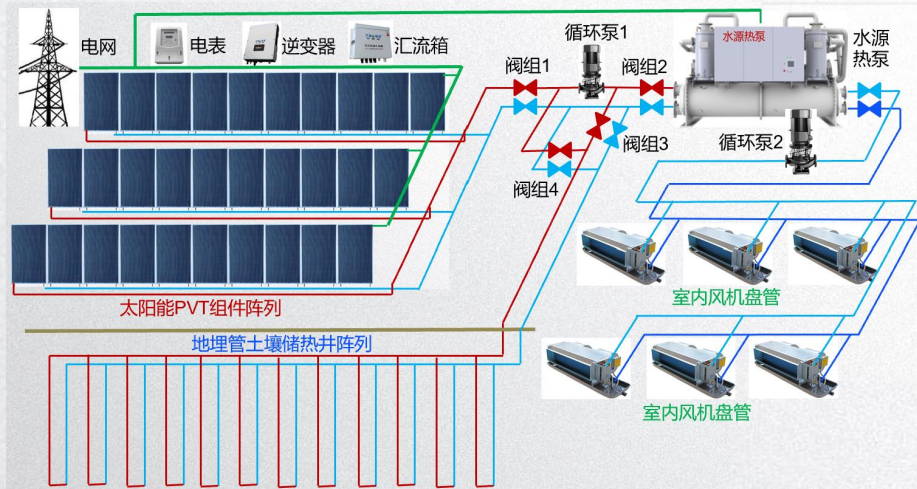 电网
电表
逆变器
汇流箱
循环泵1
水源热泵
水源
热泵
阀组1
阀组2
循环泵2
阀组3
阀组4
太阳能PVT组件阵列
地埋管土壤储热井阵列
室内风机盘管
室内风机盘管